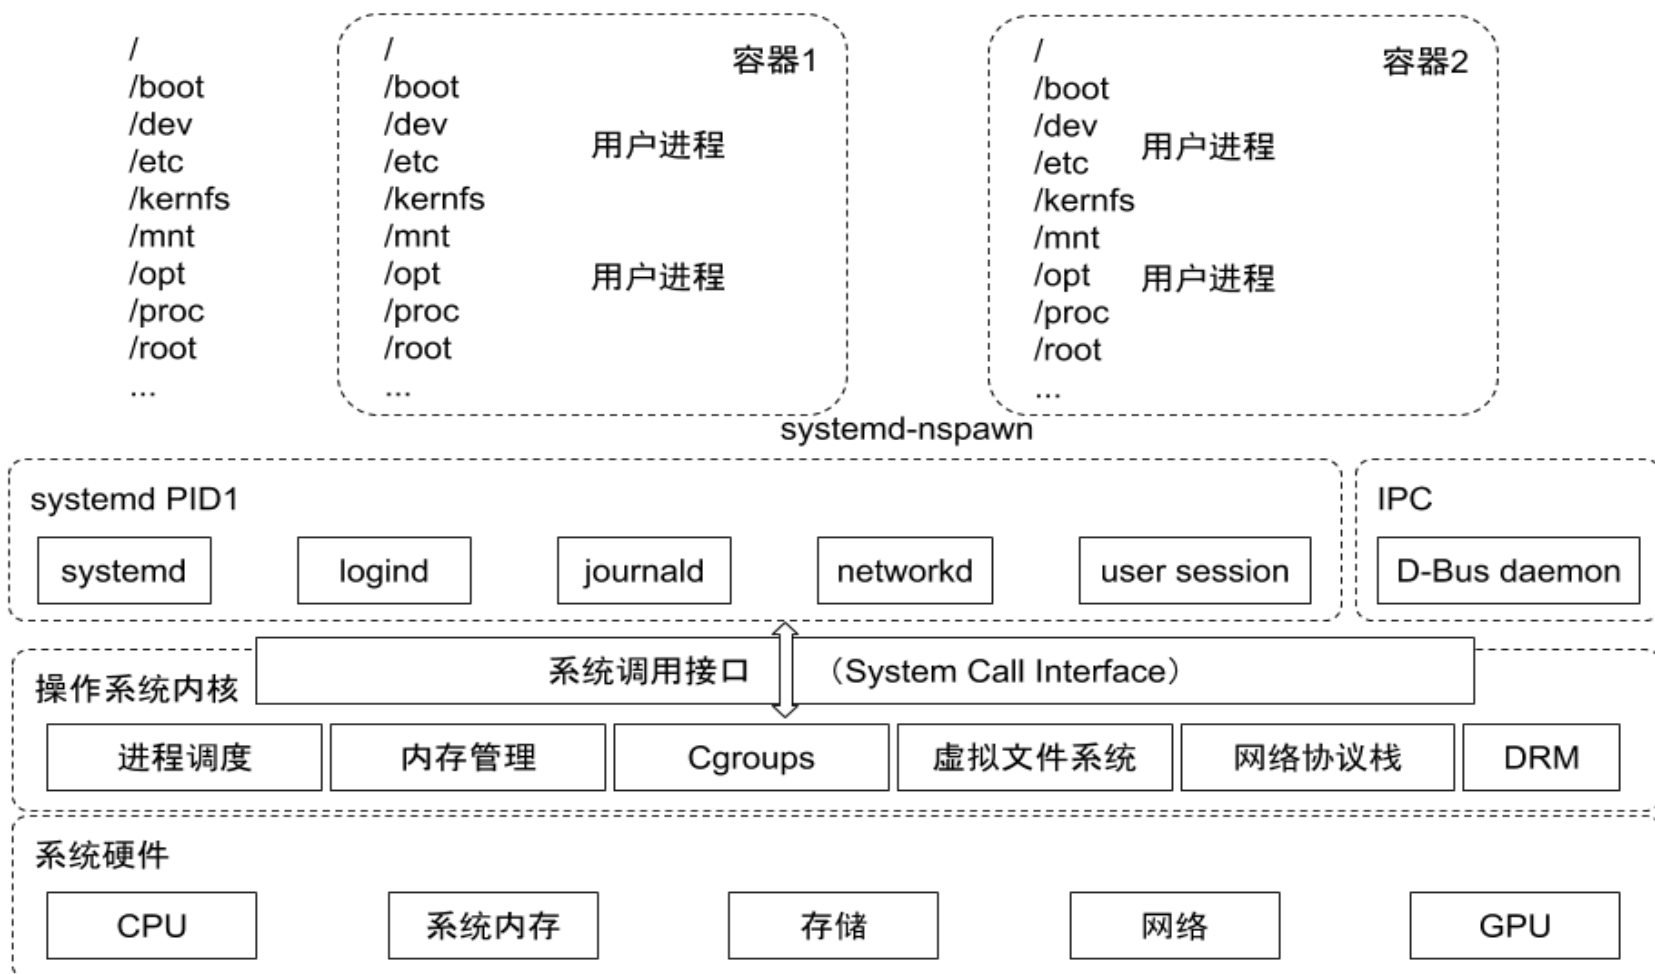 /
/boot
/dev
/etc
/kernfs
/mnt
/opt
/proc
/root
...
容器1
/
/boot
/dev
/etc
/kernfs
/mnt
/opt
/proc
/root
...
用户进程
用户进程
容器2
/
/boot
/dev
/etc
/kernfs
/mnt
/opt
/proc
/root
...
用户进程
用户进程
systemd-nspawn
systemd PID1
systemd
logind
journald
networkd
user session
IPC
D-Bus daemon
系统调用接口 （System Call Interface）
操作系统内核
进程调度
内存管理
Cgroups
虚拟文件系统
网络协议栈
DRM
系统硬件
CPU
系统内存
存储
网络
GPU